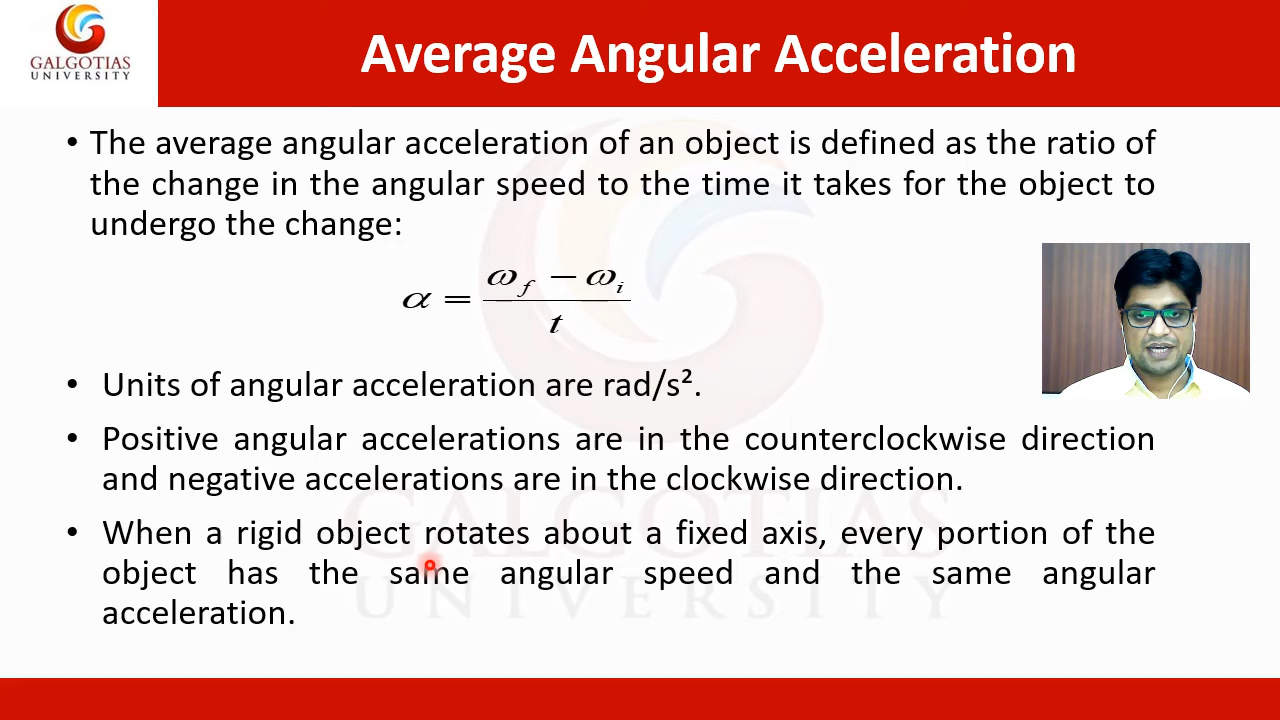 GALGOTIAS
UNIVERSITY
Average Angular Acceleration
• The average angular acceleration of an object is defined as the ratio of
the change in the angular speed to the time it takes for the object to
undergo the change:
α = (ω_f − ω_i) / t
• Units of angular acceleration are rad/s².
• Positive angular accelerations are in the counterclockwise direction
and negative accelerations are in the clockwise direction.
• When a rigid object rotates about a fixed axis, every portion of the
object has the same angular speed and the same angular
acceleration.
GALGOTIAS
UNIVERSITY